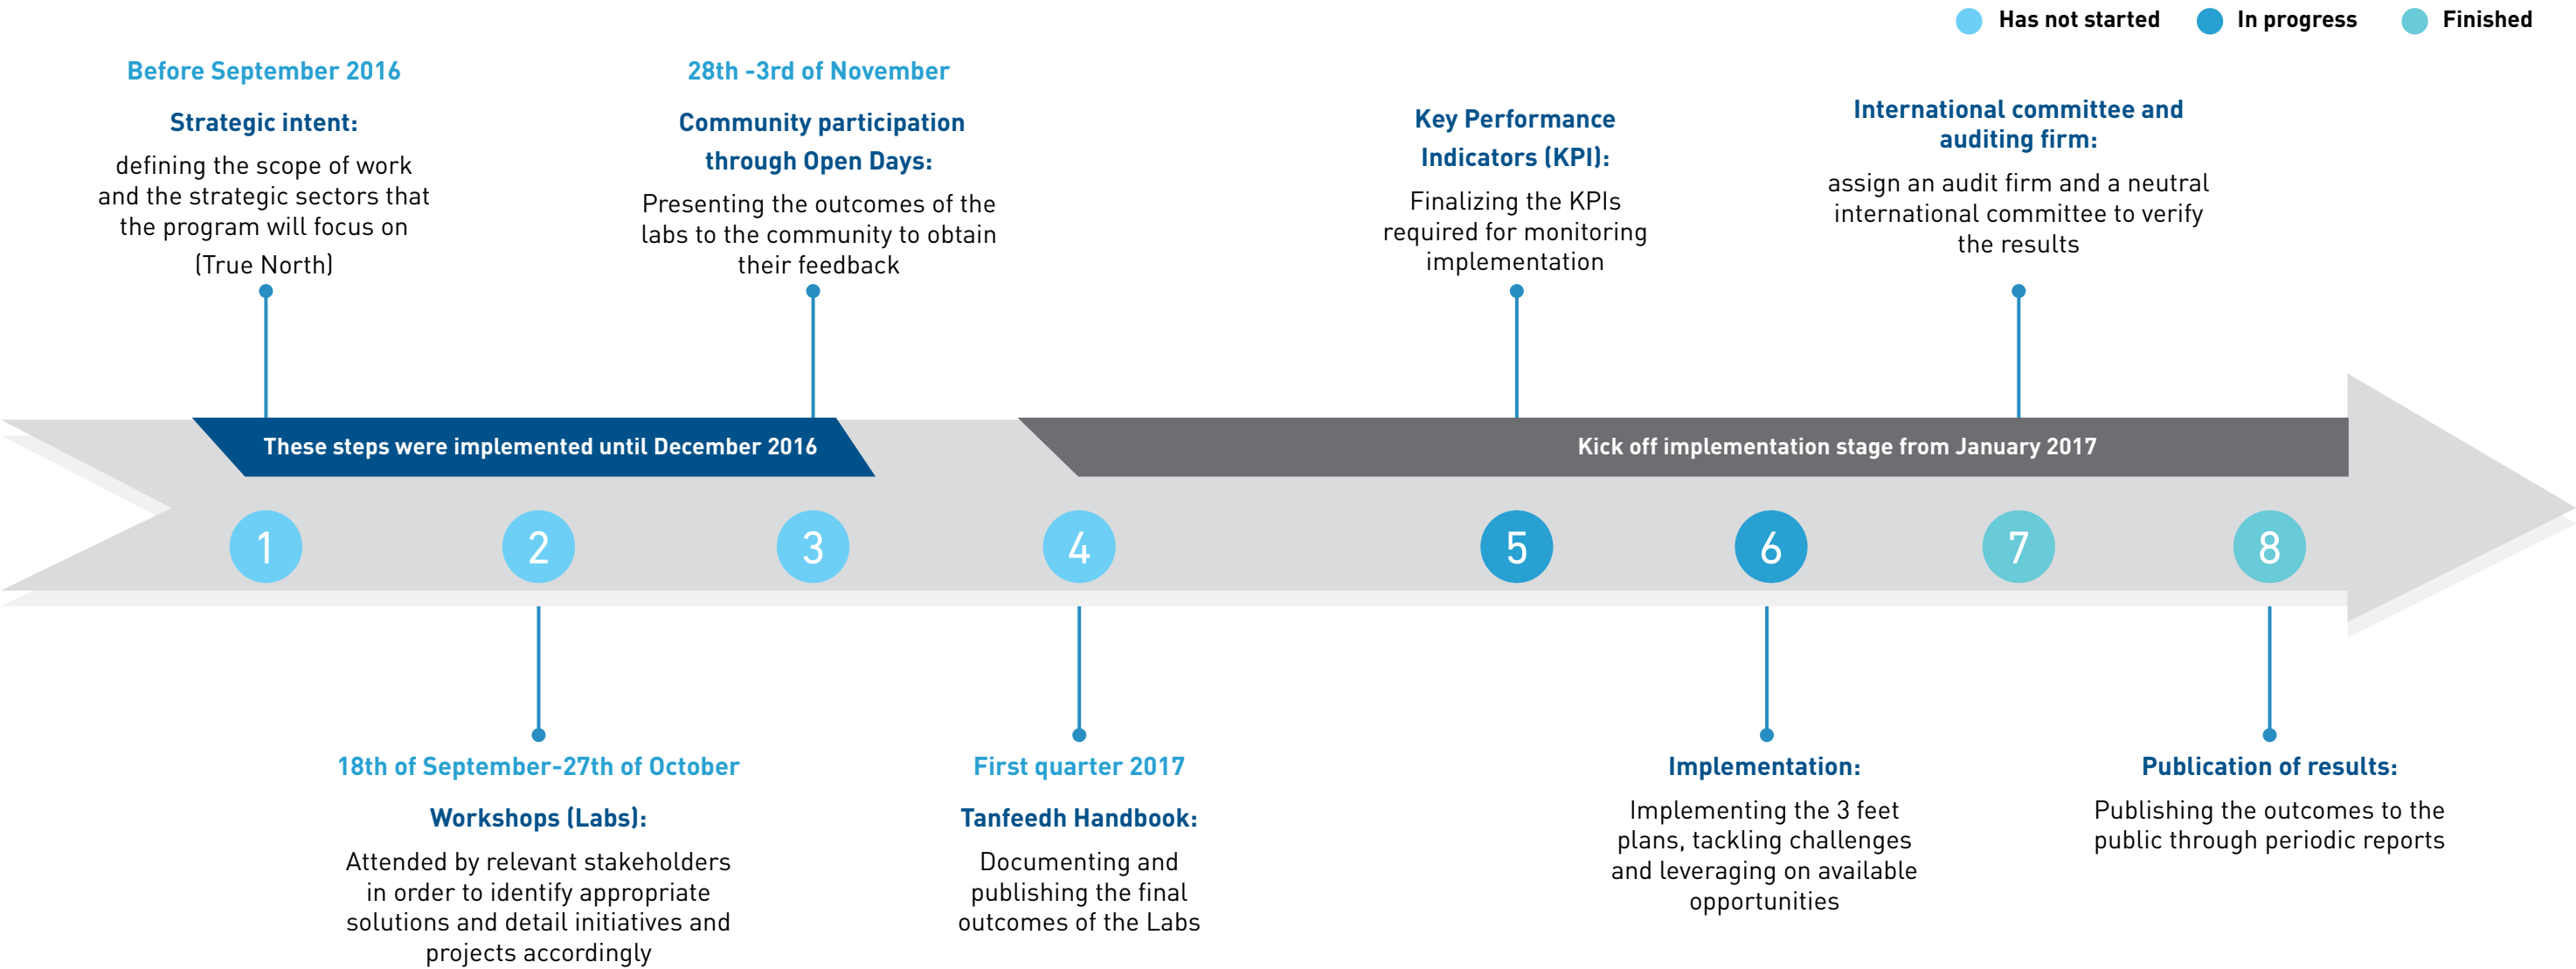 Has not started
In progress
Finished
Before September 2016
Strategic intent:
defining the scope of work
and the strategic sectors that
the program will focus on
(True North)
28th -3rd of November
Community participation
through Open Days:
Presenting the outcomes of the
labs to the community to obtain
their feedback
Key Performance
Indicators (KPI):
Finalizing the KPIs
required for monitoring
implementation
International committee and
auditing firm:
assign an audit firm and a neutral
international committee to verify
the results
These steps were implemented until December 2016
Kick off implementation stage from January 2017
1
2
3
4
5
6
7
8
18th of September-27th of October
Workshops (Labs):
Attended by relevant stakeholders
in order to identify appropriate
solutions and detail initiatives and
projects accordingly
First quarter 2017
Tanfeedh Handbook:
Documenting and
publishing the final
outcomes of the Labs
Implementation:
Implementing the 3 feet
plans, tackling challenges
and leveraging on available
opportunities
Publication of results:
Publishing the outcomes to the
public through periodic reports